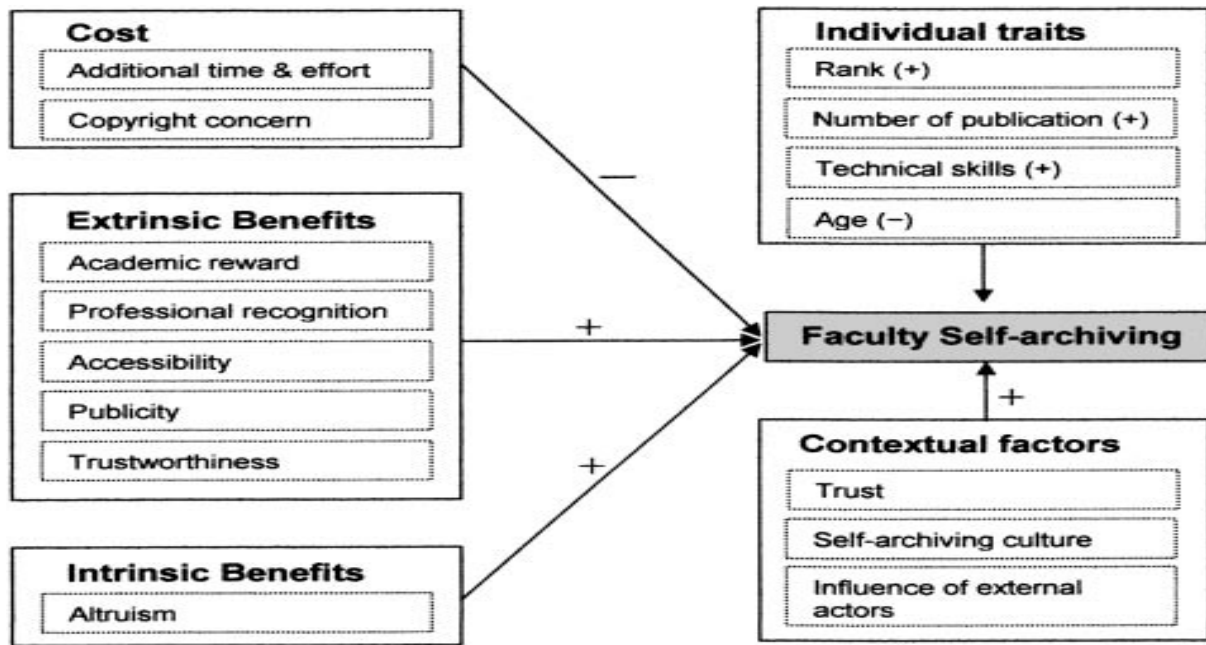 Cost
Additional time & effort
Copyright concern
Extrinsic Benefits
Academic reward
Professional recognition
Accessibility
Publicity
Trustworthiness
Intrinsic Benefits
Altruism
−
+
+
Individual traits
Rank (+)
Number of publication (+)
Technical skills (+)
Age (−)
Faculty Self-archiving
+
Contextual factors
Trust
Self-archiving culture
Influence of external
actors